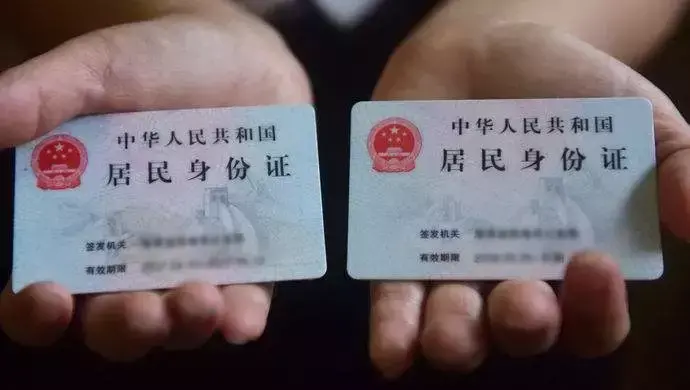 中华人民共和国
居民身份证
签发机关
有效期限
中华人民共和国
居民身份证
签发机关
有效期限